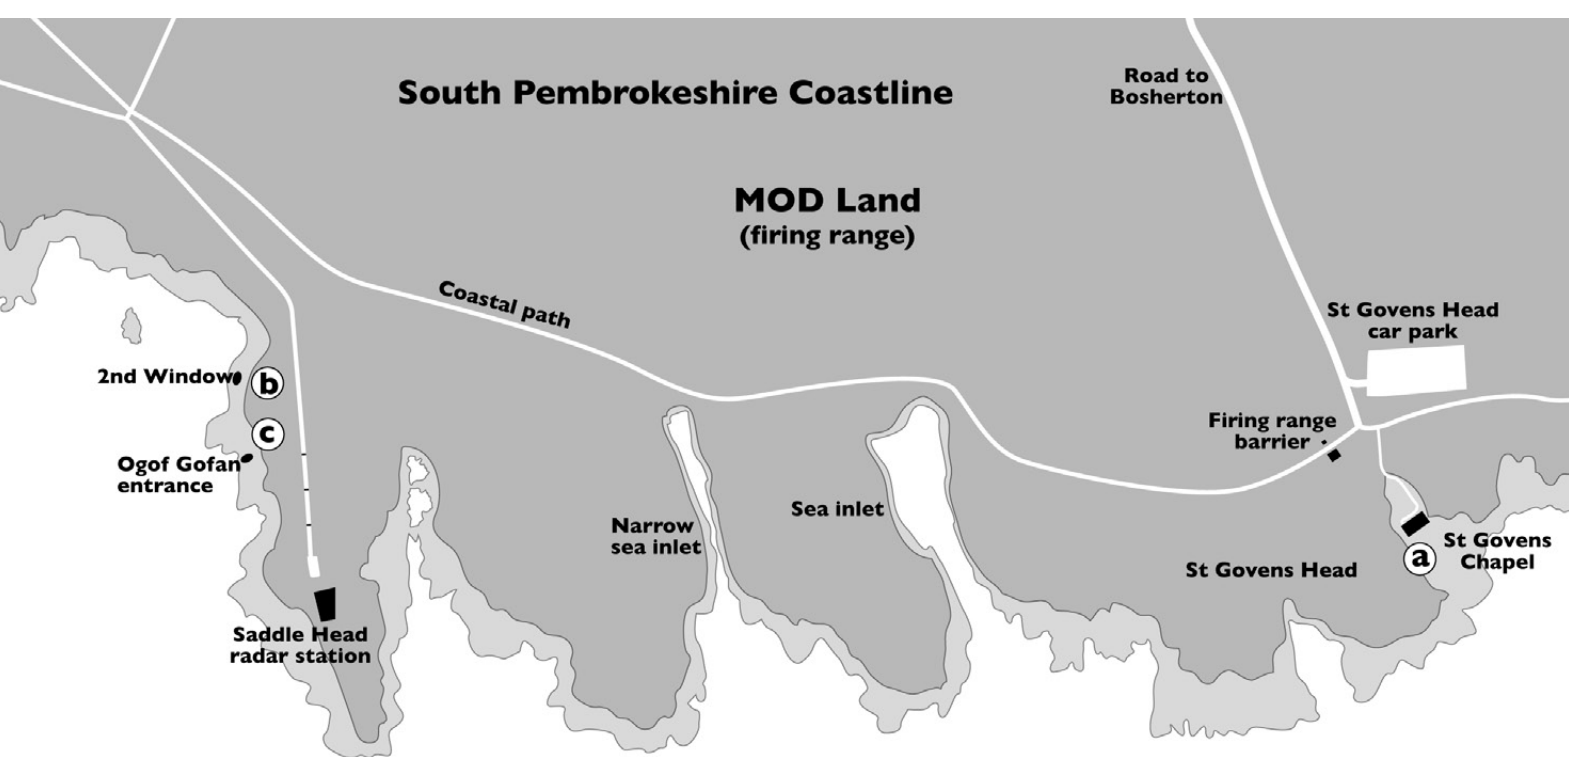 Road to
Bosherton
South Pembrokeshire Coastline
MOD Land
(firing range)
Coastal path
St Govens Head
car park
2nd Window
b
Firing range
barrier
c
Ogof Gofan
entrance
Sea inlet
Narrow
sea inlet
St Govens
Chapel
a
St Govens Head
Saddle Head
radar station